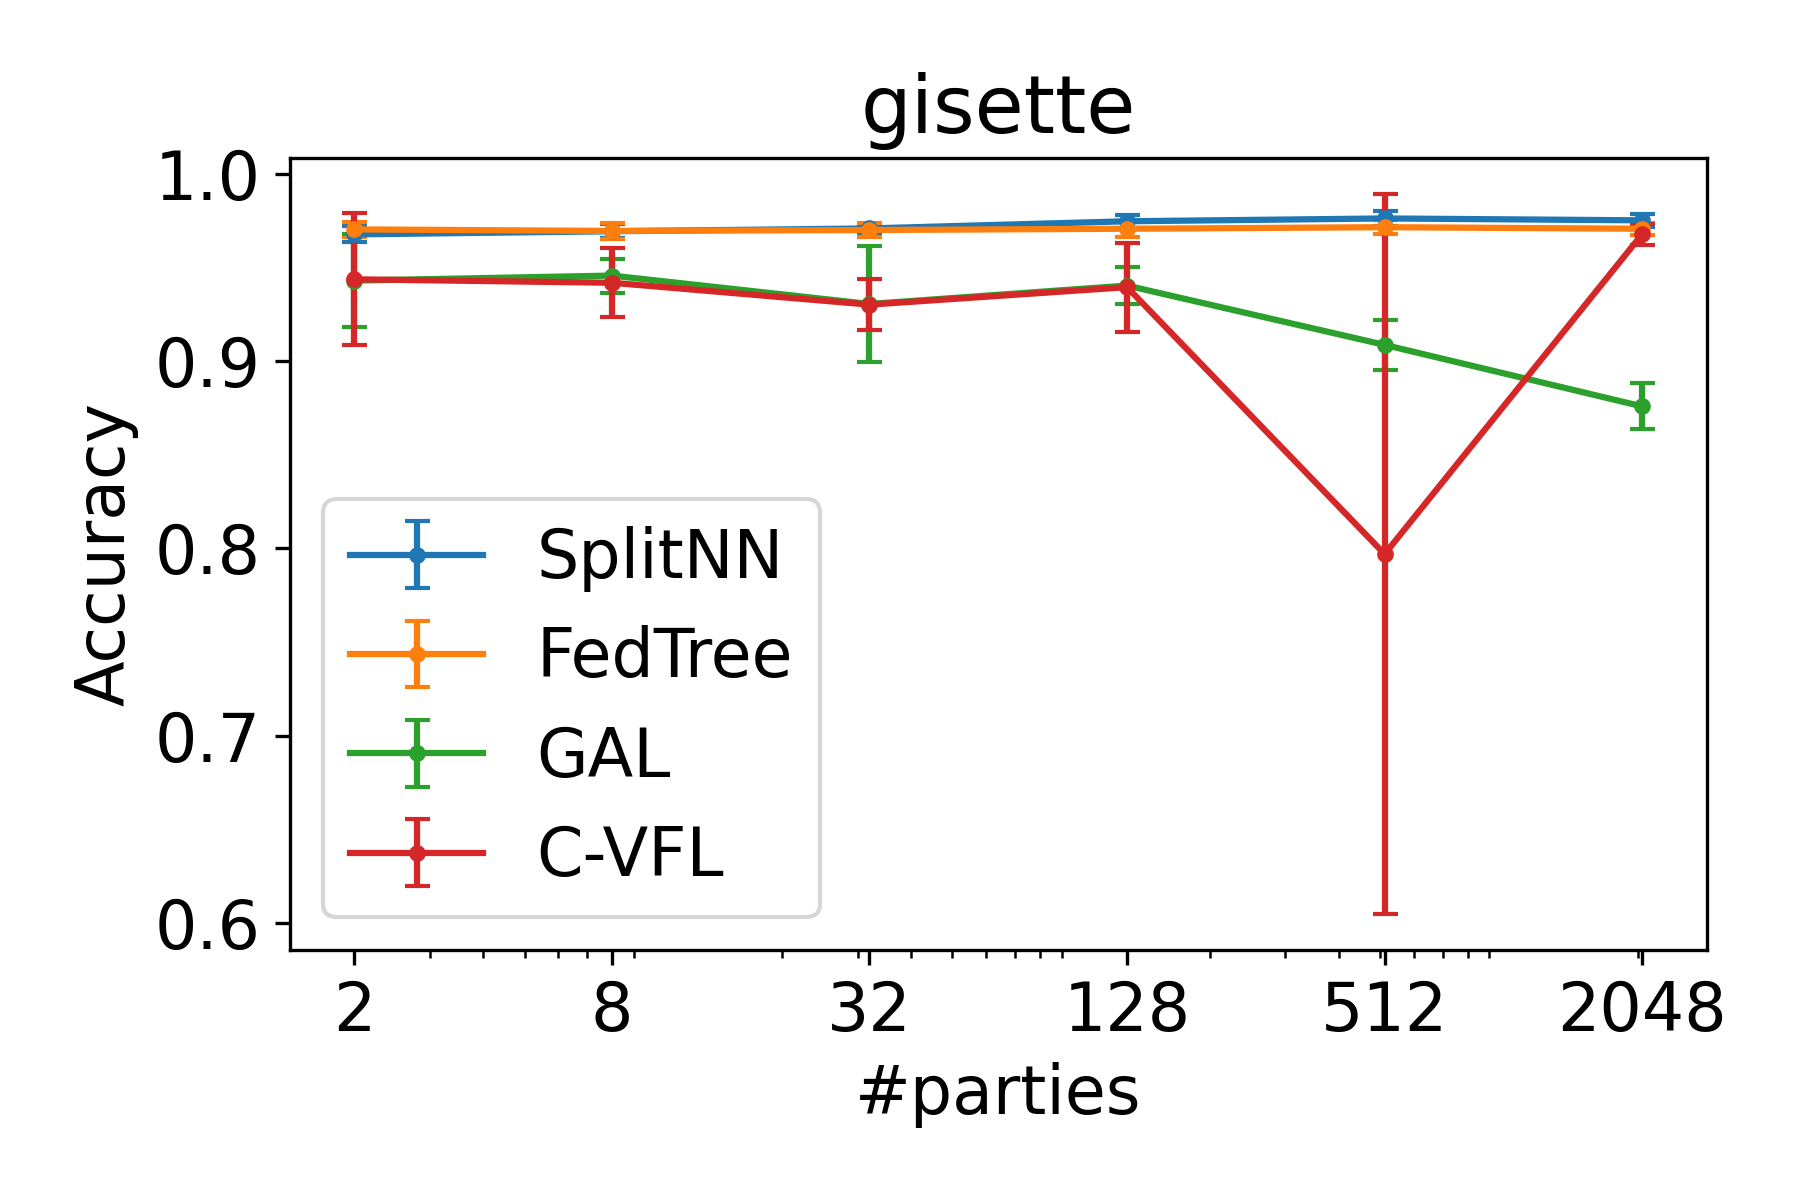 gisette
1.0
0.9
0.8
0.7
0.6
Accuracy
SplitNN
FedTree
GAL
C-VFL
2 8 32 128 512 2048
#parties